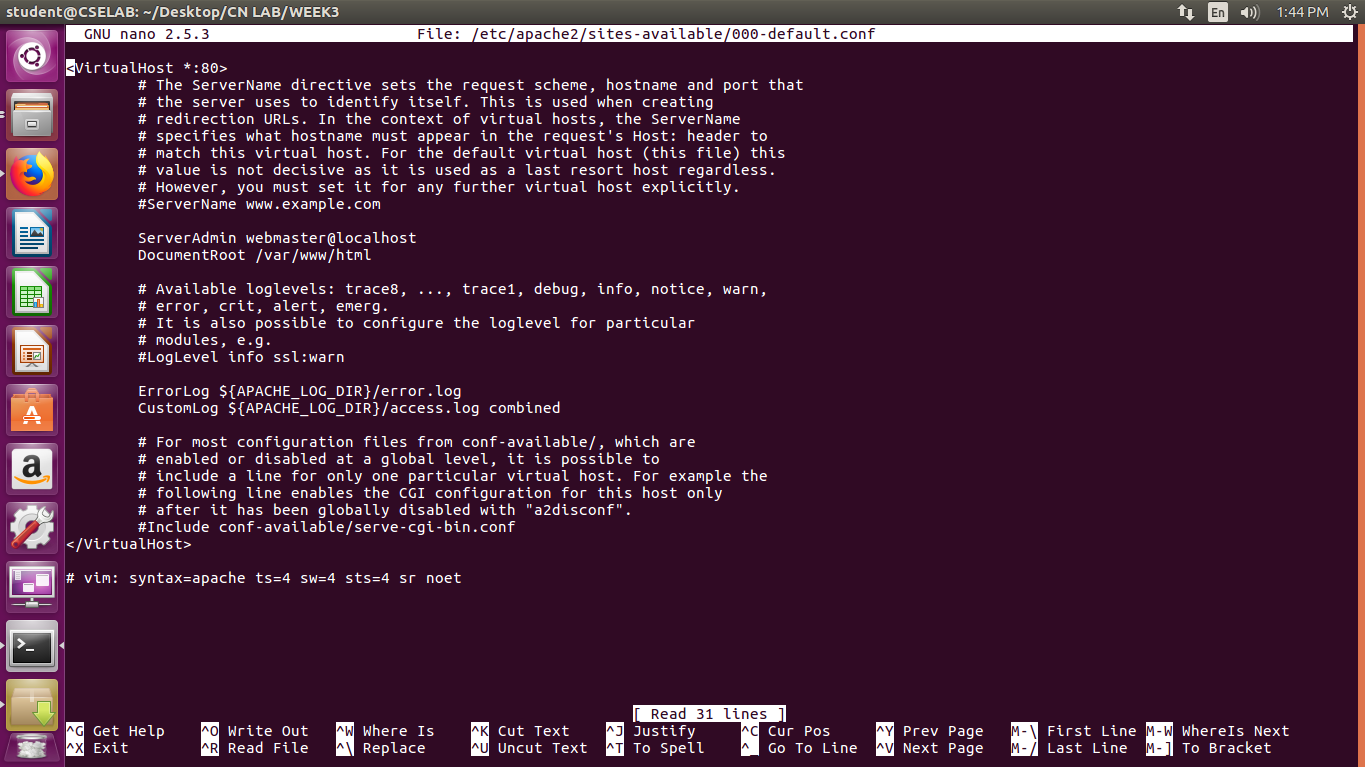 student@CSELAB: ~/Desktop/CN LAB/WEEK3 En 1:44 PM
GNU nano 2.5.3 File: /etc/apache2/sites-available/000-default.conf
<VirtualHost *:80>
# The ServerName directive sets the request scheme, hostname and port that
# the server uses to identify itself. This is used when creating
# redirection URLs. In the context of virtual hosts, the ServerName
# specifies what hostname must appear in the request's Host: header to
# match this virtual host. For the default virtual host (this file) this
# value is not decisive as it is used as a last resort host regardless.
# However, you must set it for any further virtual host explicitly.
#ServerName www.example.com
ServerAdmin webmaster@localhost
DocumentRoot /var/www/html
# Available loglevels: trace8, ..., trace1, debug, info, notice, warn,
# error, crit, alert, emerg.
# It is also possible to configure the loglevel for particular
# modules, e.g.
#LogLevel info ssl:warn
ErrorLog ${APACHE_LOG_DIR}/error.log
CustomLog ${APACHE_LOG_DIR}/access.log combined
# For most configuration files from conf-available/, which are
# enabled or disabled at a global level, it is possible to
# include a line for only one particular virtual host. For example the
# following line enables the CGI configuration for this host only
# after it has been globally disabled with "a2disconf".
#Include conf-available/serve-cgi-bin.conf
</VirtualHost>
# vim: syntax=apache ts=4 sw=4 sts=4 sr noet
[ Read 31 lines ]
^G Get Help ^O Write Out ^W Where Is ^K Cut Text ^J Justify ^C Cur Pos ^Y Prev Page M-\ First Line M-W WhereIs Next
^X Exit ^R Read File ^\ Replace ^U Uncut Text ^T To Spell ^_ Go To Line ^V Next Page M-/ Last Line M-] To Bracket